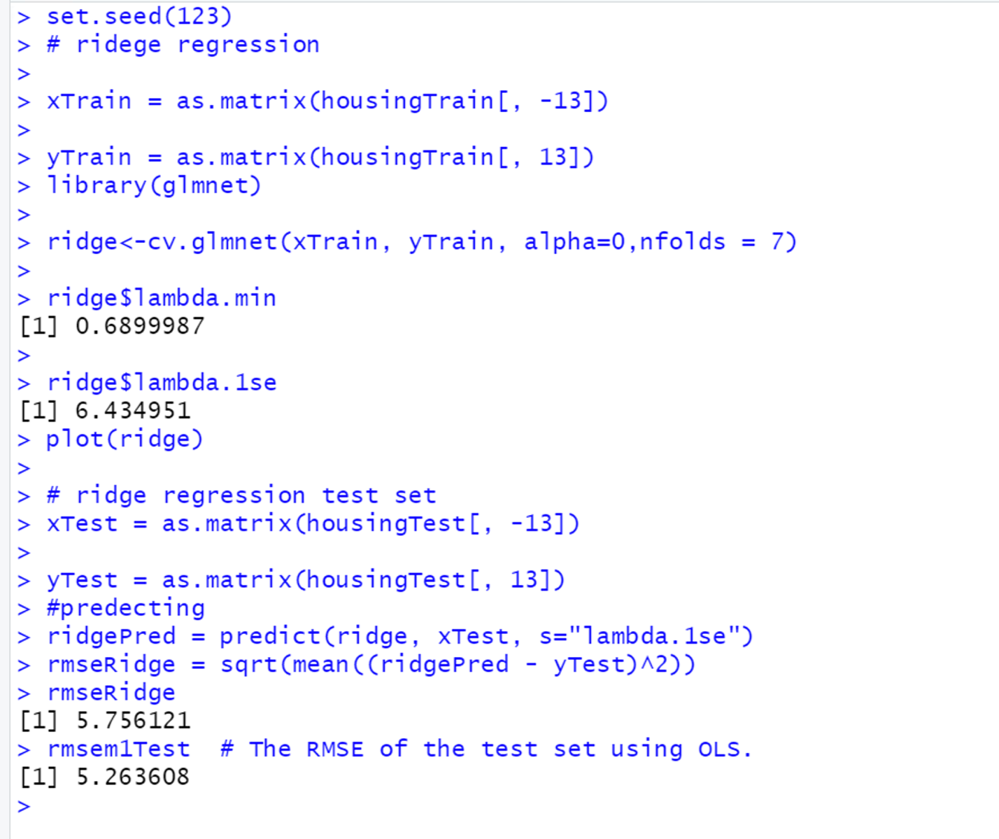 > set.seed(123)
> # ridege regression
>
> xTrain = as.matrix(housingTrain[, -13])
>
> yTrain = as.matrix(housingTrain[, 13])
> library(glmnet)
>
> ridge<-cv.glmnet(xTrain, yTrain, alpha=0,nfolds = 7)
>
> ridge$lambda.min
[1] 0.6899987
>
> ridge$lambda.1se
[1] 6.434951
> plot(ridge)
>
> # ridge regression test set
> xTest = as.matrix(housingTest[, -13])
>
> yTest = as.matrix(housingTest[, 13])
> #predecting
> ridgePred = predict(ridge, xTest, s="lambda.1se")
> rmseRidge = sqrt(mean((ridgePred - yTest)^2))
> rmseRidge
[1] 5.756121
> rmsem1Test  # The RMSE of the test set using OLS.
[1] 5.263608
>